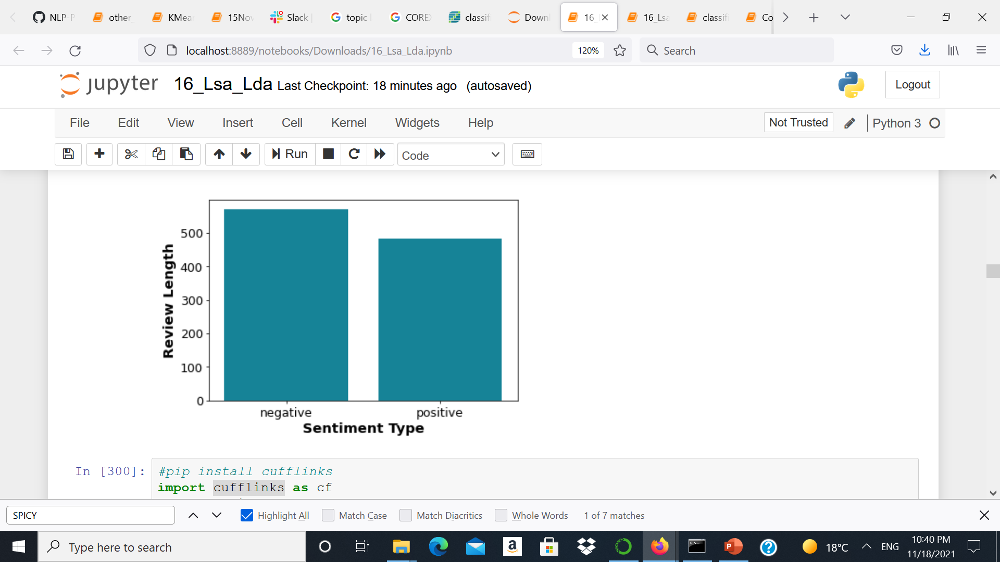 NLP-P other_ KMear 15Nov Slack topic CORE classif Down 16_ 16_Lsa classif Co
localhost:8889/notebooks/Downloads/16_Lsa_Lda.ipynb 120% Search
jupyter 16_Lsa_Lda Last Checkpoint: 18 minutes ago (autosaved) Logout
File Edit View Insert Cell Kernel Widgets Help Not Trusted Python 3
Run Code
500
400
300
200
100
0
Review Length
negative positive
Sentiment Type
In [300]: #pip install cufflinks
import cufflinks as cf
SPICY Highlight All Match Case Match Diacritics Whole Words 1 of 7 matches
Type here to search 18°C ENG 10:40 PM
11/18/2021